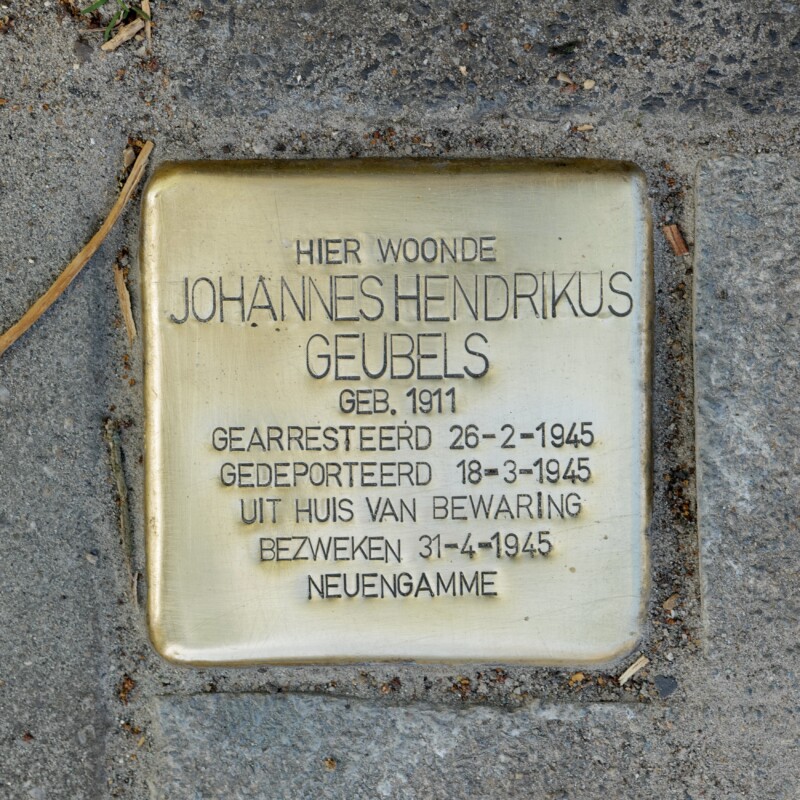 HIER WOONDE
JOHANNES HENDRIKUS
GEUBELS
GEB. 1911
GEARRESTEERD 26-2-1945
GEDEPORTEERD 18-3-1945
UIT HUIS VAN BEWARING
BEZWEKEN 31-4-1945
NEUENGAMME